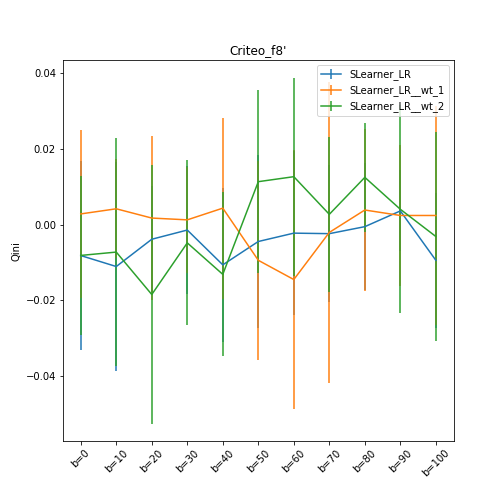 Criteo_f8'
SLearner_LR
SLearner_LR__wt_1
SLearner_LR__wt_2
0.04
0.02
0.00
−0.02
−0.04
Qini
b=0
b=10
b=20
b=30
b=40
b=50
b=60
b=70
b=80
b=90
b=100